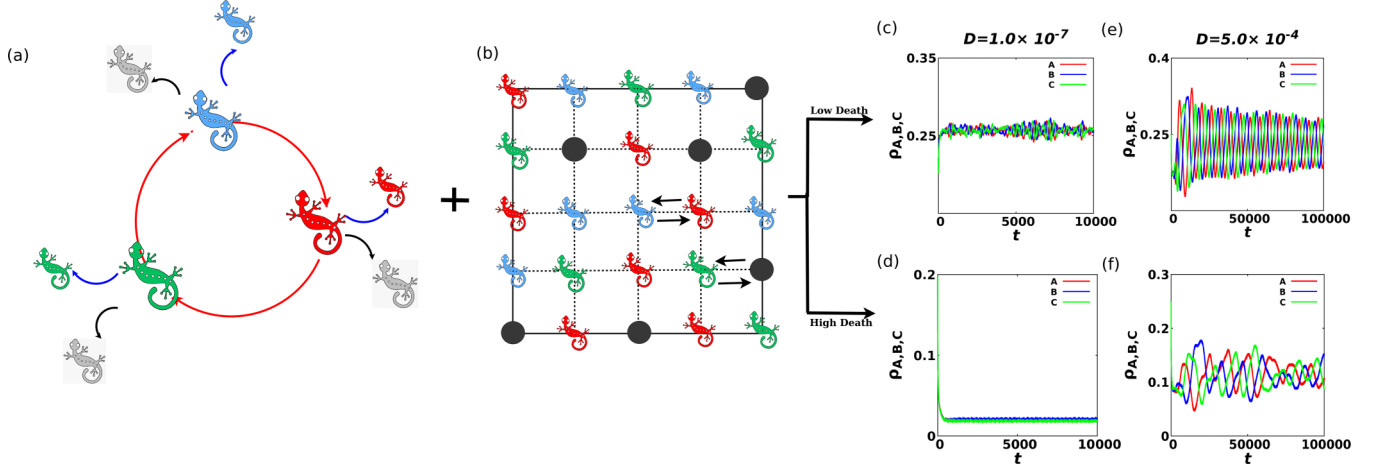 (a)
(b)
Low Death
High Death
(c)
D=1.0× 10⁻⁷
ρA,B,C
0.35
0.25
A
B
C
0
5000
10000
t
(e)
D=5.0× 10⁻⁴
ρA,B,C
0.4
0.25
0.1
A
B
C
0
50000
100000
t
(d)
ρA,B,C
0.2
0.1
0
A
B
C
0
5000
10000
t
(f)
ρA,B,C
0.3
0.2
0.1
0
A
B
C
0
50000
100000
t